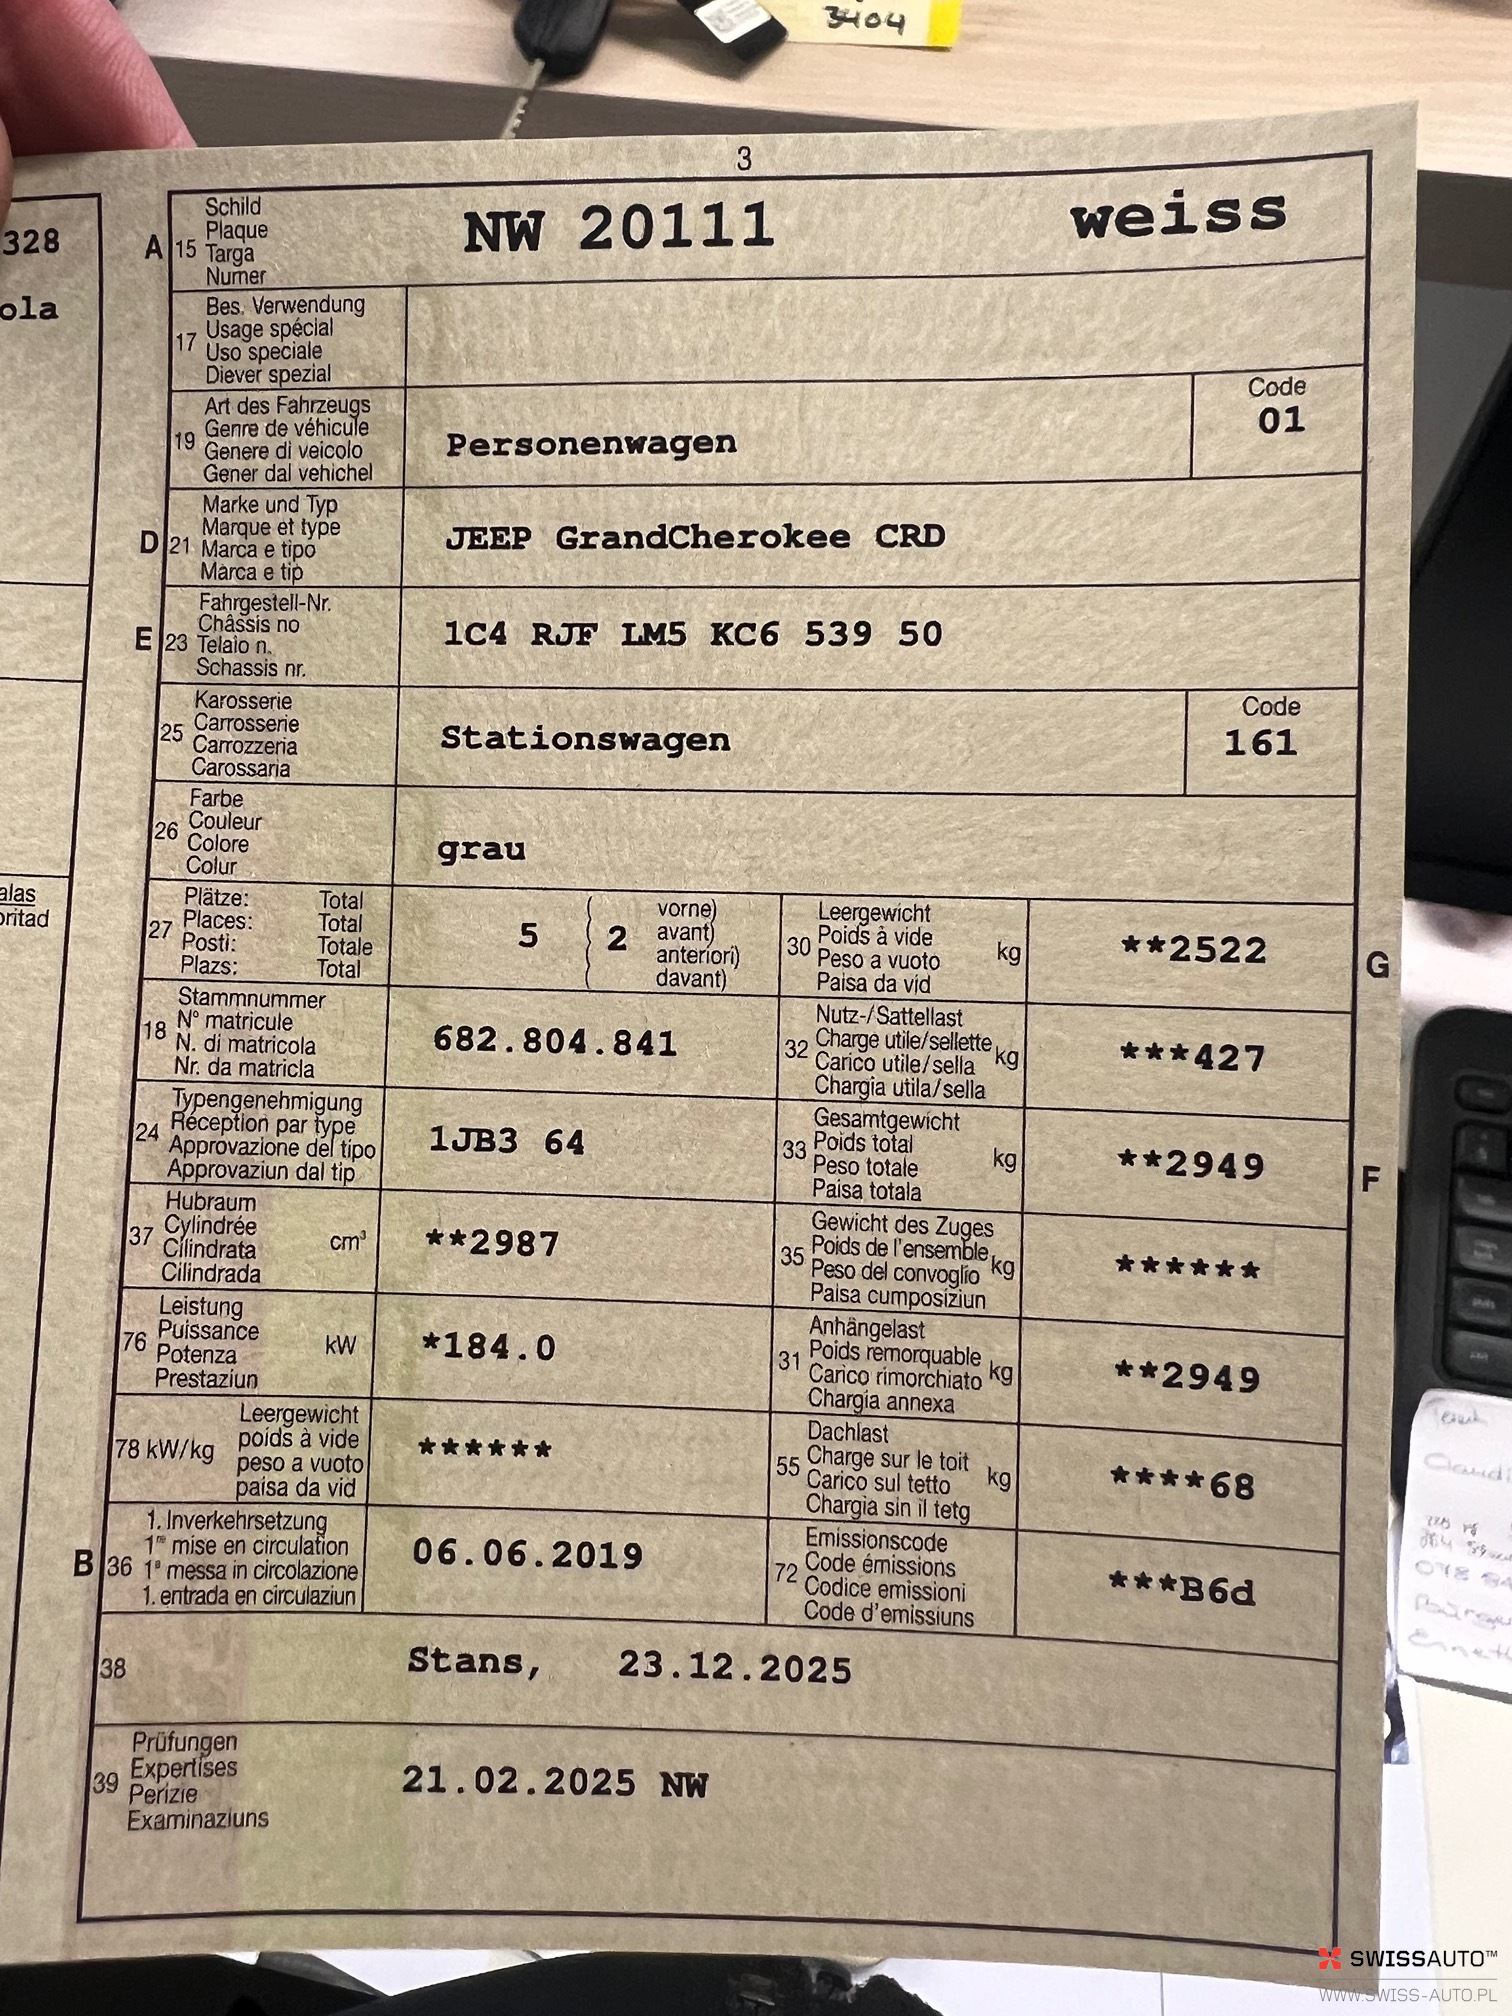 3404
3
328
ola
alas
oritad
A 15 Schild
Plaque
Targa
Numer
NW 20111 weiss
17 Bes. Verwendung
Usage spécial
Uso speciale
Diever spezial
19 Art des Fahrzeugs
Genre de véhicule
Genere di veicolo
Gener dal vehichel
Personenwagen
Code
01
D 21 Marke und Typ
Marque et type
Marca e tipo
Marca e tip
JEEP GrandCherokee CRD
E 23 Fahrgestell-Nr.
Châssis no
Telaio n.
Schassis nr.
1C4 RJF LM5 KC6 539 50
25 Karosserie
Carrosserie
Carrozzeria
Carossaria
Stationswagen
Code
161
26 Farbe
Couleur
Colore
Colur
grau
27 Plätze: Total
Places: Total
Posti: Totale
Plazs: Total
5 ( 2 vorne)
avant)
anteriori)
davant)
30 Leergewicht
Poids à vide
Peso a vuoto
Paisa da vid
kg
**2522
G
18 Stammnummer
N° matricule
N. di matricola
Nr. da matricla
682.804.841
32 Nutz-/Sattellast
Charge utile/sellette
Carico utile/sella
Chargia utila/sella
kg
***427
24 Typengenehmigung
Réception par type
Approvazione del tipo
Approvaziun dal tip
1JB3 64
33 Gesamtgewicht
Poids total
Peso totale
Paisa totala
kg
**2949
F
37 Hubraum
Cylindrée
Cilindrata
Cilindrada
cm³
**2987
35 Gewicht des Zuges
Poids de l'ensemble
Peso del convoglio
Paisa cumposiziun
kg
******
76 Leistung
Puissance
Potenza
Prestaziun
kW
*184.0
31 Anhängelast
Poids remorquable
Carico rimorchiato
Chargia annexa
kg
**2949
78 kW/kg Leergewicht
poids à vide
peso a vuoto
paisa da vid
******
55 Dachlast
Charge sur le toit
Carico sul tetto
Chargia sin il tetg
kg
****68
B 36 1. Inverkehrsetzung
1re mise en circulation
1a messa in circolazione
1. entrada en circulaziun
06.06.2019
72 Emissionscode
Code émissions
Codice emissioni
Code d'emissiuns
***B6d
38 Stans, 23.12.2025
39 Prüfungen
Expertises
Perizie
Examinaziuns
21.02.2025 NW
SWISSAUTO™
WWW.SWISS-AUTO.PL